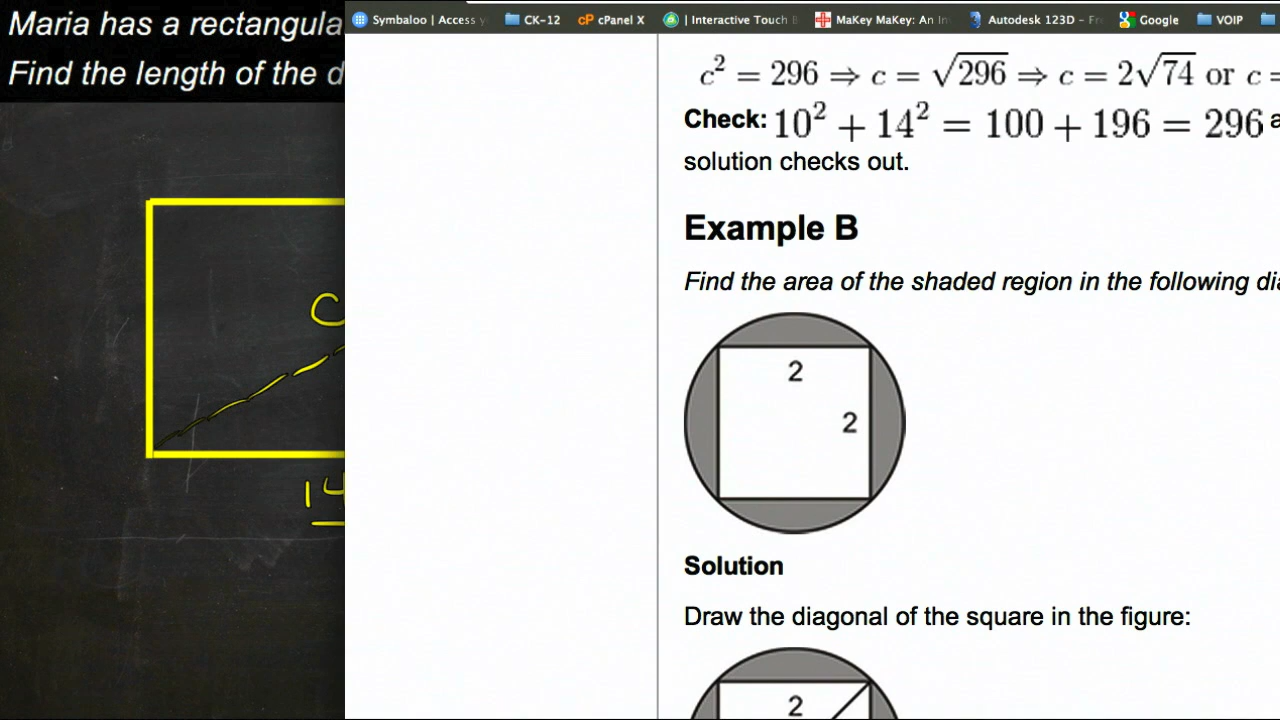 Maria has a rectangula
Find the length of the d
C
14
Symbaloo | Access y
CK-12
cP cPanel X
| Interactive Touch B
MaKey MaKey: An In
Autodesk 123D - Fr
Google
VOIP
c² = 296 ⇒ c = √296 ⇒ c = 2√74 or c =
Check: 10² + 14² = 100 + 196 = 296 a
solution checks out.
Example B
Find the area of the shaded region in the following dia
2
2
Solution
Draw the diagonal of the square in the figure:
2